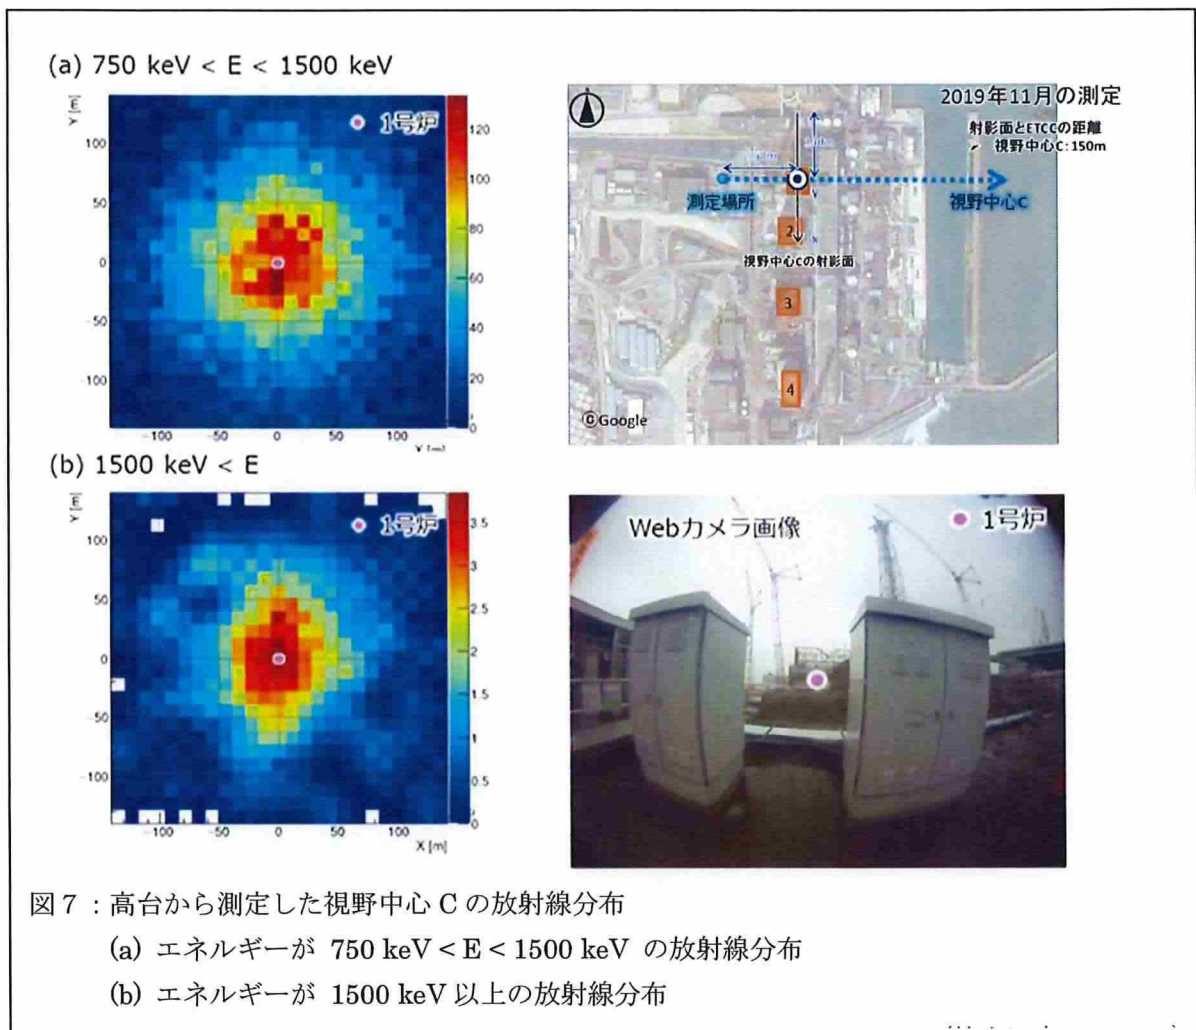 (a) 750 keV < E < 1500 keV
Y [m]
1号炉
100
50
0
−50
−100
−100
−50
0
50
100
120
100
80
60
40
20
0
2019年11月の測定
射影面とETCCの距離
視野中心C:150m
測定場所
視野中心C
2
視野中心Cの射影面
3
4
©Google
(b) 1500 keV < E
Y [m]
1号炉
100
50
0
−50
−100
−100
−50
0
50
100
X [m]
3.5
3
2.5
2
1.5
1
0.5
0
Webカメラ画像
1号炉
図7：高台から測定した視野中心 C の放射線分布
(a) エネルギーが 750 keV < E < 1500 keV の放射線分布
(b) エネルギーが 1500 keV 以上の放射線分布